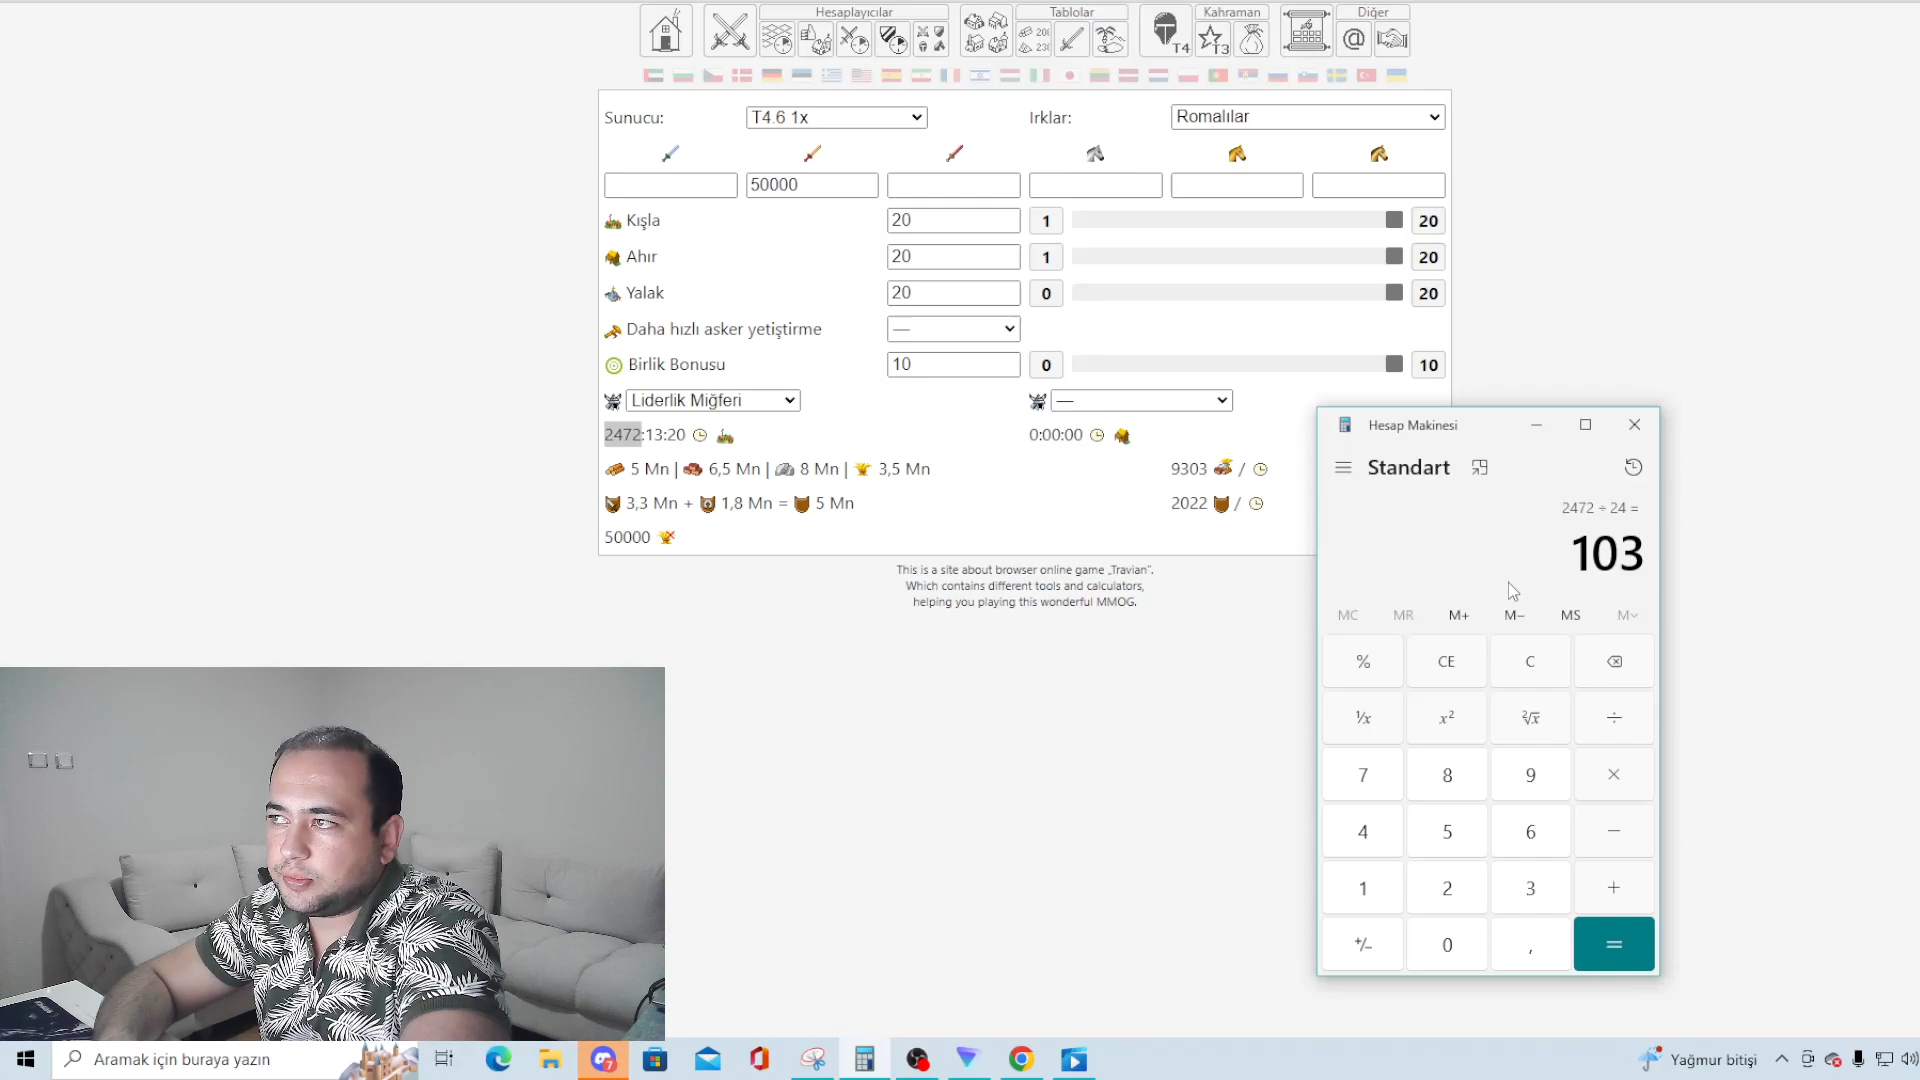 Hesaplayıcılar
Tablolar
Kahraman
Diğer
200
230
T4
T3
@
Sunucu:
T4.6 1x
Irklar:
Romalılar
50000
Kışla
20
1
20
Ahır
20
1
20
Yalak
20
0
20
Daha hızlı asker yetiştirme
—
Birlik Bonusu
10
0
10
Liderlik Miğferi
—
2472:13:20
0:00:00
5 Mn | 6,5 Mn | 8 Mn | 3,5 Mn
9303 /
3,3 Mn + 1,8 Mn = 5 Mn
2022 /
50000
This is a site about browser online game „Travian".
Which contains different tools and calculators,
helping you playing this wonderful MMOG.
Hesap Makinesi
Standart
2472 ÷ 24 =
103
MC MR M+ M− MS M˅
% CE C
¹/x x² ²√x ÷
7 8 9 ×
4 5 6 −
1 2 3 +
+/− 0 , =
Aramak için buraya yazın
7
Yağmur bitişi